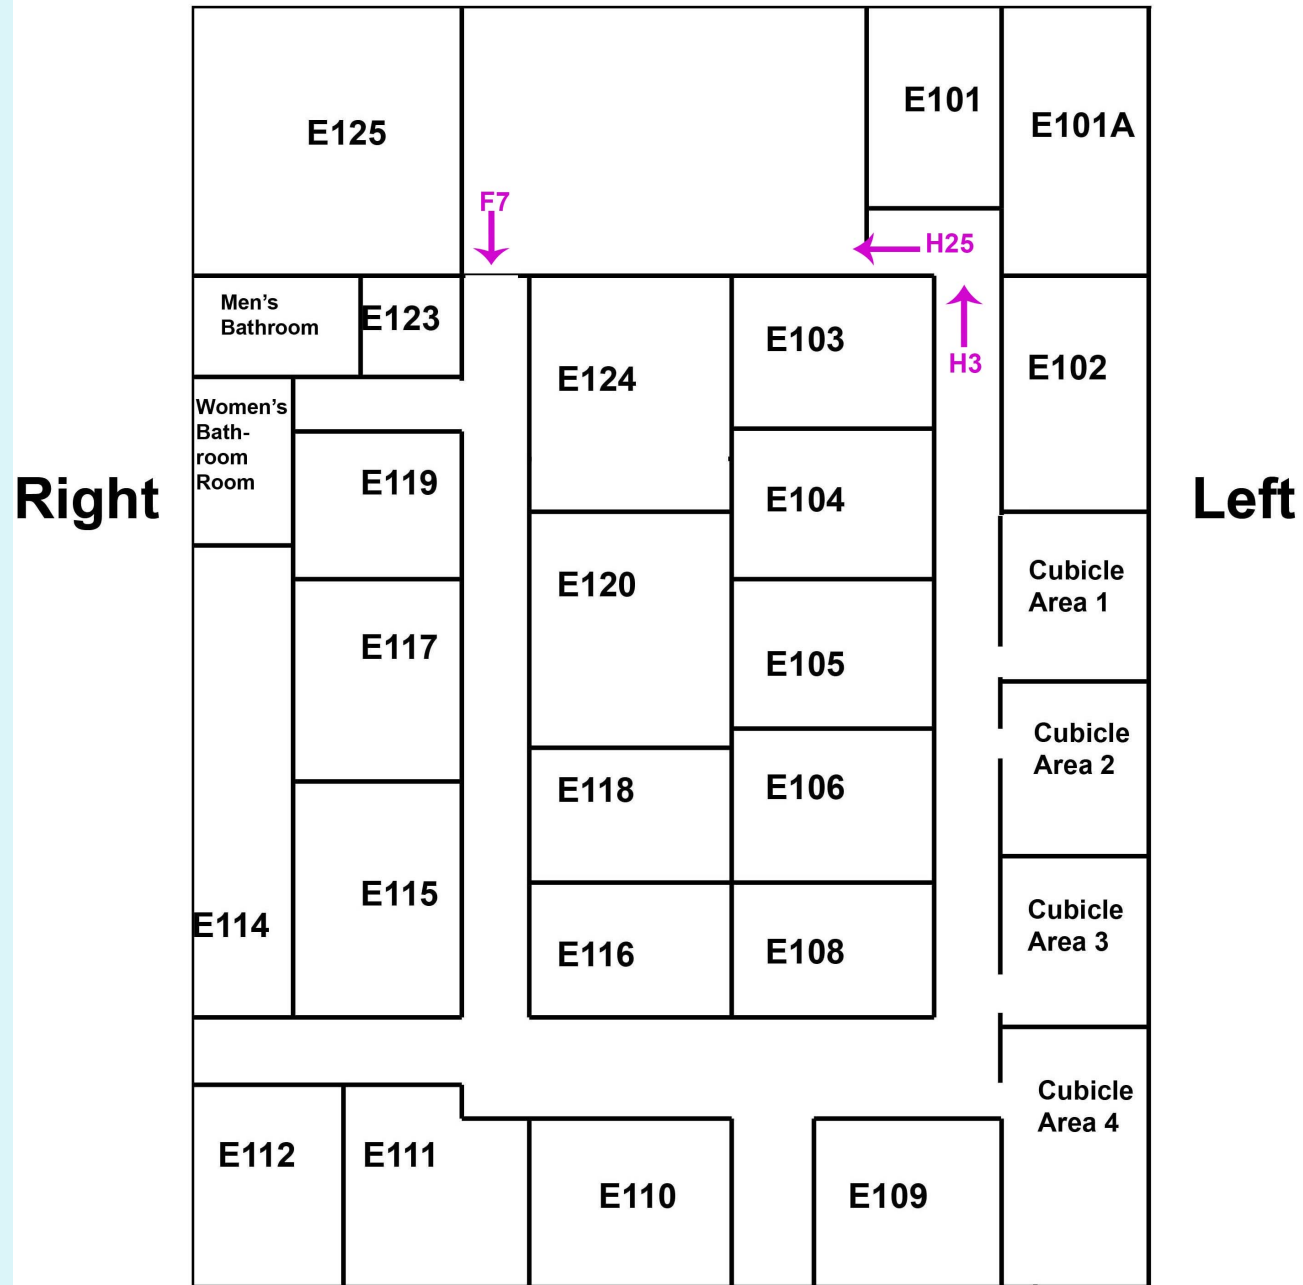 E101
E101A
E125
F7
H25
Men's
Bathroom
E123
E103
H3
E102
E124
Women's
Bath-
room
Room
E119
Right
E104
Left
E120
Cubicle
Area 1
E117
E105
Cubicle
Area 2
E118
E106
E115
E114
Cubicle
Area 3
E116
E108
Cubicle
Area 4
E112
E111
E110
E109